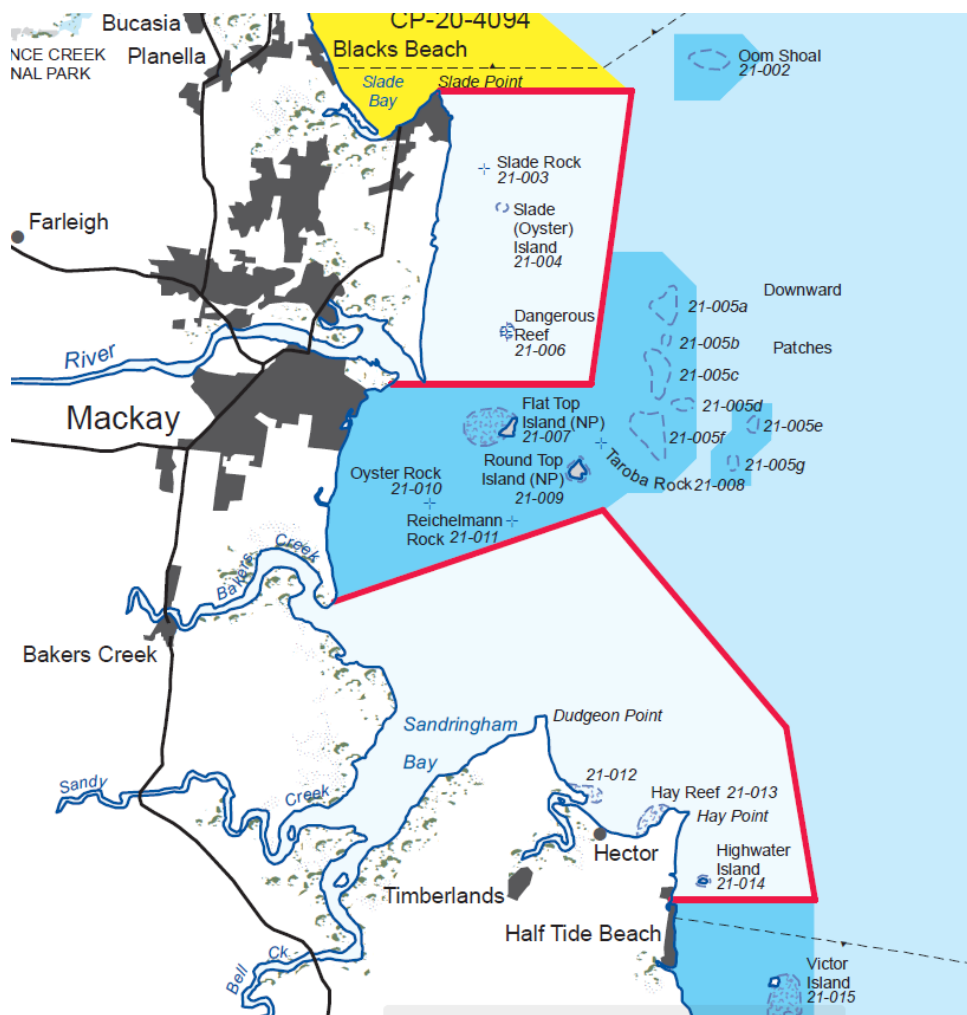 CP-20-4094
Bucasia
NCE CREEK
NAL PARK
Planella
Blacks Beach
Oom Shoal
21-002
Slade
Bay
Slade Point
Slade Rock
21-003
Slade
(Oyster)
Island
21-004
Farleigh
Dangerous
Reef
21-006
Downward
Patches
21-005a
21-005b
21-005c
21-005d
21-005e
21-005f
21-005g
River
Mackay
Flat Top
Island (NP)
21-007
Round Top
Island (NP)
21-009
Taroba Rock 21-008
Oyster Rock
21-010
Reichelmann
Rock 21-011
Bakers Creek
Bakers Creek
Sandringham
Bay
Dudgeon Point
Sandy
Creek
21-012
Hay Reef 21-013
Hay Point
Hector
Highwater
Island
21-014
Timberlands
Half Tide Beach
Bell
Ck
Victor
Island
21-015